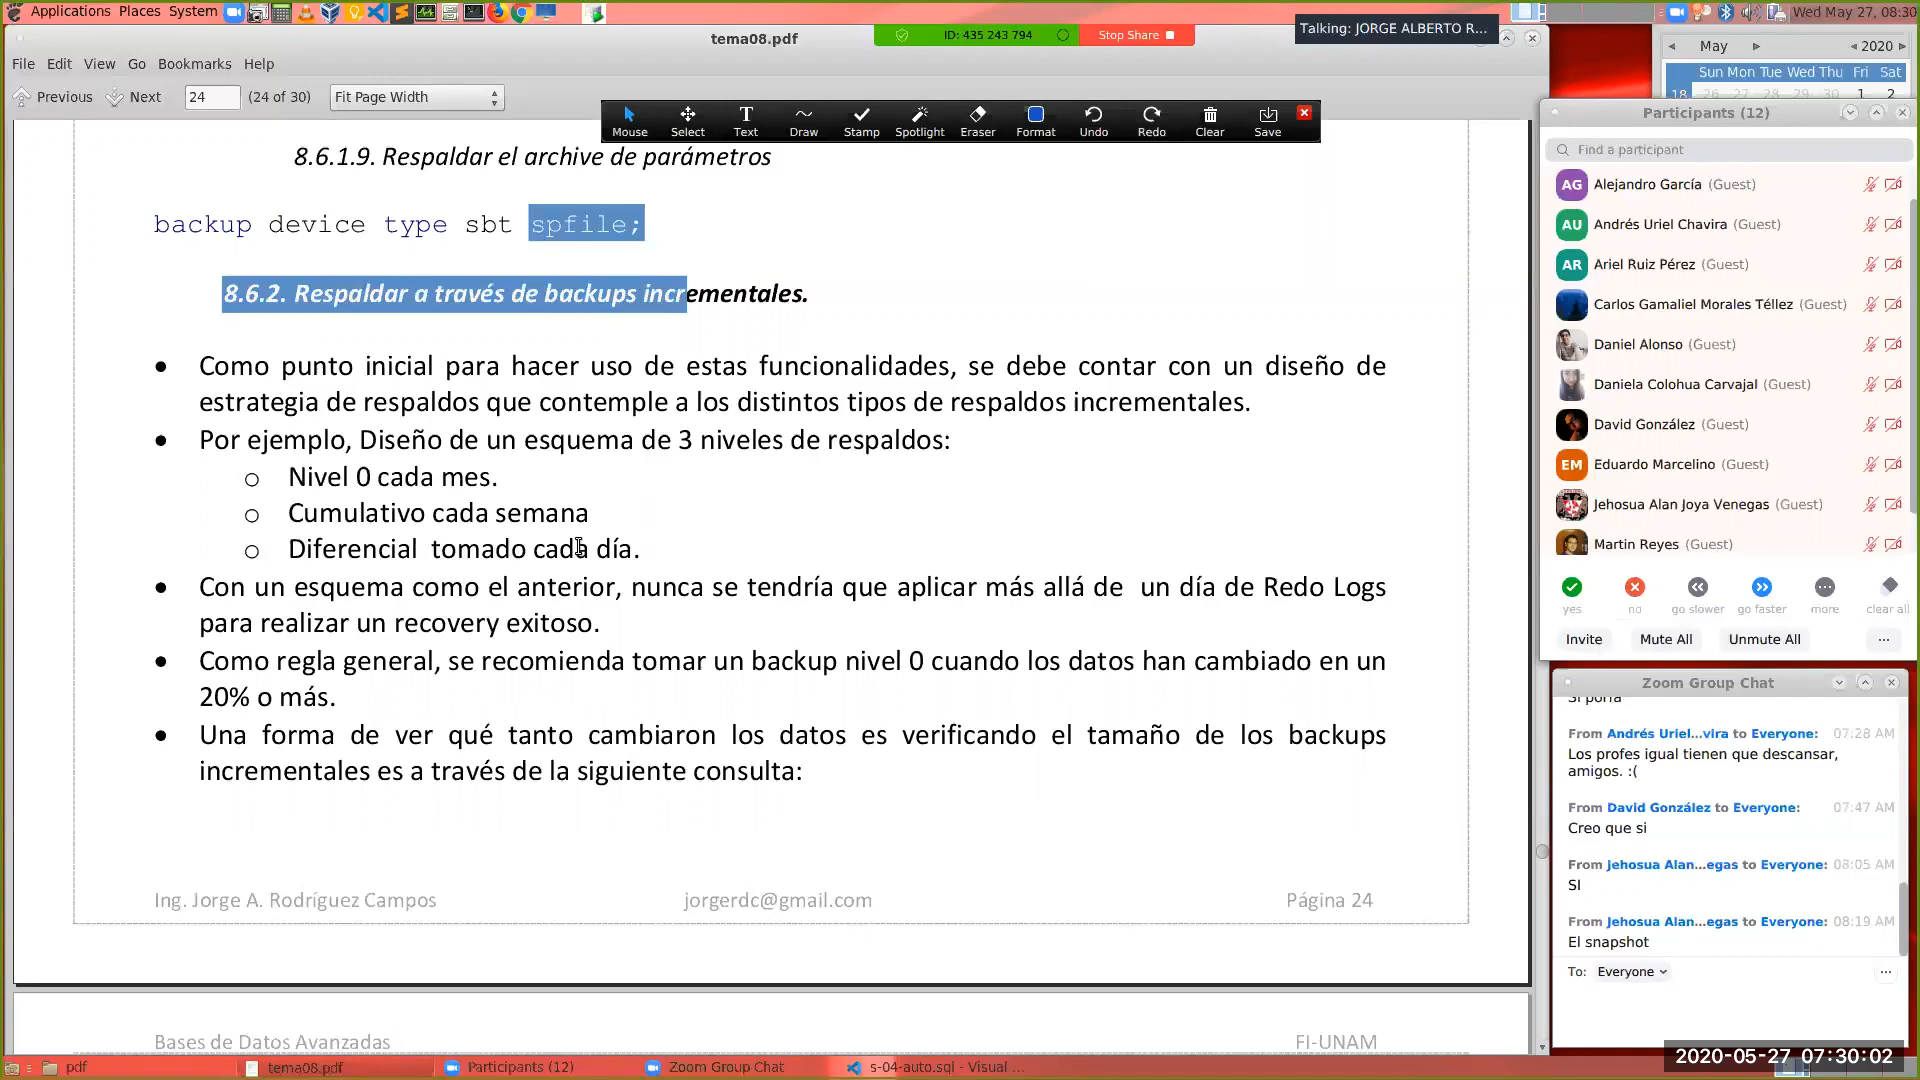 Applications Places System
Wed May 27, 08:30
tema08.pdf
ID: 435 243 794
Stop Share
Talking: JORGE ALBERTO R...
File Edit View Go Bookmarks Help
Previous Next 24 (24 of 30) Fit Page Width
Mouse Select Text Draw Stamp Spotlight Eraser Format Undo Redo Clear Save
8.6.1.9. Respaldar el archive de parámetros
backup device type sbt spfile;
8.6.2. Respaldar a través de backups incrementales.
• Como punto inicial para hacer uso de estas funcionalidades, se debe contar con un diseño de
estrategia de respaldos que contemple a los distintos tipos de respaldos incrementales.
• Por ejemplo, Diseño de un esquema de 3 niveles de respaldos:
o Nivel 0 cada mes.
o Cumulativo cada semana
o Diferencial tomado cada día.
• Con un esquema como el anterior, nunca se tendría que aplicar más allá de un día de Redo Logs
para realizar un recovery exitoso.
• Como regla general, se recomienda tomar un backup nivel 0 cuando los datos han cambiado en un
20% o más.
• Una forma de ver qué tanto cambiaron los datos es verificando el tamaño de los backups
incrementales es a través de la siguiente consulta:
Ing. Jorge A. Rodríguez Campos jorgerdc@gmail.com Página 24
Bases de Datos Avanzadas FI-UNAM
May 2020
Sun Mon Tue Wed Thu Fri Sat
18 26 27 28 29 30 1 2
Participants (12)
Find a participant
AG Alejandro García (Guest)
AU Andrés Uriel Chavira (Guest)
AR Ariel Ruiz Pérez (Guest)
Carlos Gamaliel Morales Téllez (Guest)
Daniel Alonso (Guest)
Daniela Colohua Carvajal (Guest)
David González (Guest)
EM Eduardo Marcelino (Guest)
Jehosua Alan Joya Venegas (Guest)
Martin Reyes (Guest)
yes no go slower go faster more clear all
Invite Mute All Unmute All ...
Zoom Group Chat
Si porfa
From Andrés Uriel...vira to Everyone: 07:28 AM
Los profes igual tienen que descansar,
amigos. :(
From David González to Everyone: 07:47 AM
Creo que si
From Jehosua Alan...egas to Everyone: 08:05 AM
SI
From Jehosua Alan...egas to Everyone: 08:19 AM
El snapshot
To: Everyone ...
2020-05-27 07:30:02
pdf tema08.pdf Participants (12) Zoom Group Chat s-04-auto.sql - Visual ...